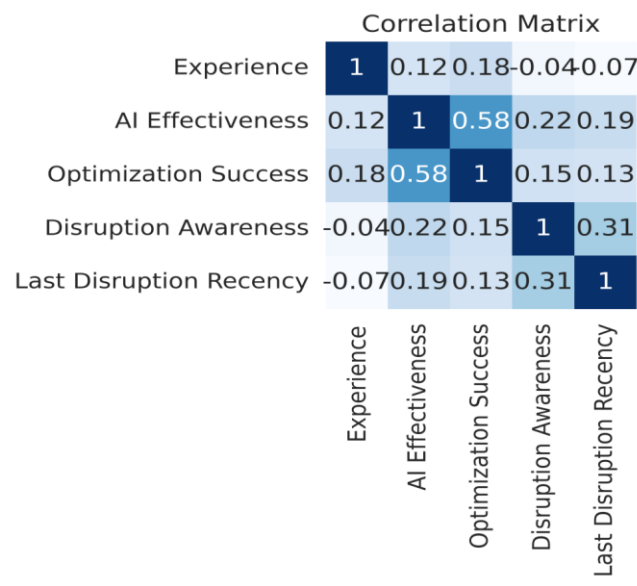 Correlation Matrix
Experience 1 0.12 0.18 -0.04 -0.07
AI Effectiveness 0.12 1 0.58 0.22 0.19
Optimization Success 0.18 0.58 1 0.15 0.13
Disruption Awareness -0.04 0.22 0.15 1 0.31
Last Disruption Recency -0.07 0.19 0.13 0.31 1
Experience
AI Effectiveness
Optimization Success
Disruption Awareness
Last Disruption Recency